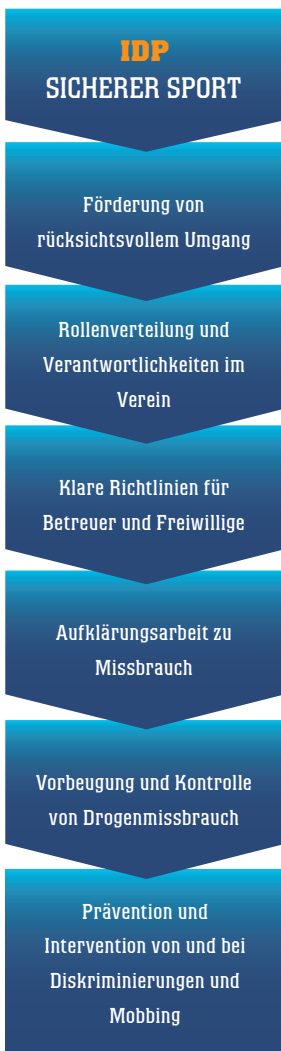 IDP
SICHERER SPORT
Förderung von
rücksichtsvollem Umgang
Rollenverteilung und
Verantwortlichkeiten im
Verein
Klare Richtlinien für
Betreuer und Freiwillige
Aufklärungsarbeit zu
Missbrauch
Vorbeugung und Kontrolle
von Drogenmissbrauch
Prävention und
Intervention von und bei
Diskriminierungen und
Mobbing